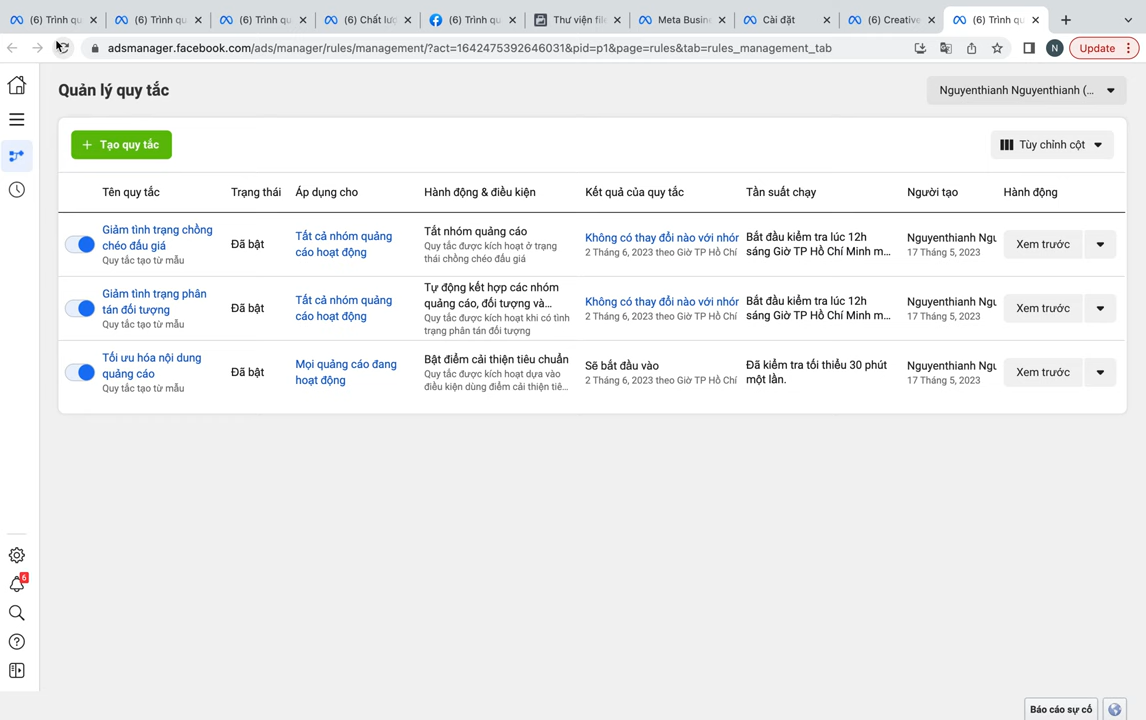 (6) Trình qu
(6) Trình qu
(6) Trình qu
(6) Chất lượ
(6) Trình qu
Thư viện file
Meta Busin
Cài đặt
(6) Creative
(6) Trình qu
adsmanager.facebook.com/ads/manager/rules/management/?act=1642475392646031&pid=p1&page=rules&tab=rules_management_tab
N
Update
Quản lý quy tắc
Nguyenthianh Nguyenthianh (...
+ Tạo quy tắc
Tùy chỉnh cột
Tên quy tắc
Trạng thái
Áp dụng cho
Hành động & điều kiện
Kết quả của quy tắc
Tần suất chạy
Người tạo
Hành động
Giảm tình trạng chồng
chéo đấu giá
Quy tắc tạo từ mẫu
Đã bật
Tất cả nhóm quảng
cáo hoạt động
Tắt nhóm quảng cáo
Quy tắc được kích hoạt ở trạng
thái chồng chéo đấu giá
Không có thay đổi nào với nhón
2 Tháng 6, 2023 theo Giờ TP Hồ Chí
Bắt đầu kiểm tra lúc 12h
sáng Giờ TP Hồ Chí Minh m...
Nguyenthianh Ngu
17 Tháng 5, 2023
Xem trước
Giảm tình trạng phân
tán đối tượng
Quy tắc tạo từ mẫu
Đã bật
Tất cả nhóm quảng
cáo hoạt động
Tự động kết hợp các nhóm
quảng cáo, đối tượng và...
Quy tắc được kích hoạt khi có tình
trạng phân tán đối tượng
Không có thay đổi nào với nhón
2 Tháng 6, 2023 theo Giờ TP Hồ Chí
Bắt đầu kiểm tra lúc 12h
sáng Giờ TP Hồ Chí Minh m...
Nguyenthianh Ngu
17 Tháng 5, 2023
Xem trước
Tối ưu hóa nội dung
quảng cáo
Quy tắc tạo từ mẫu
Đã bật
Mọi quảng cáo đang
hoạt động
Bật điểm cải thiện tiêu chuẩn
Quy tắc được kích hoạt dựa vào
điều kiện dùng điểm cải thiện tiê...
Sẽ bắt đầu vào
2 Tháng 6, 2023 theo Giờ TP Hồ Chí
Đã kiểm tra tối thiểu 30 phút
một lần.
Nguyenthianh Ngu
17 Tháng 5, 2023
Xem trước
6
Báo cáo sự cố